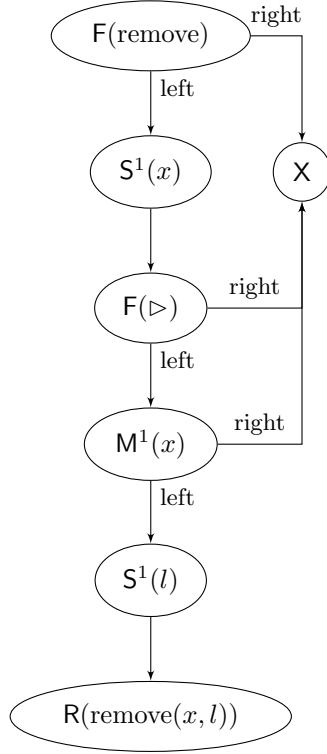 F(remove)
right
left
S¹(x)
X
F(▷)
right
left
M¹(x)
right
left
S¹(l)
R(remove(x, l))